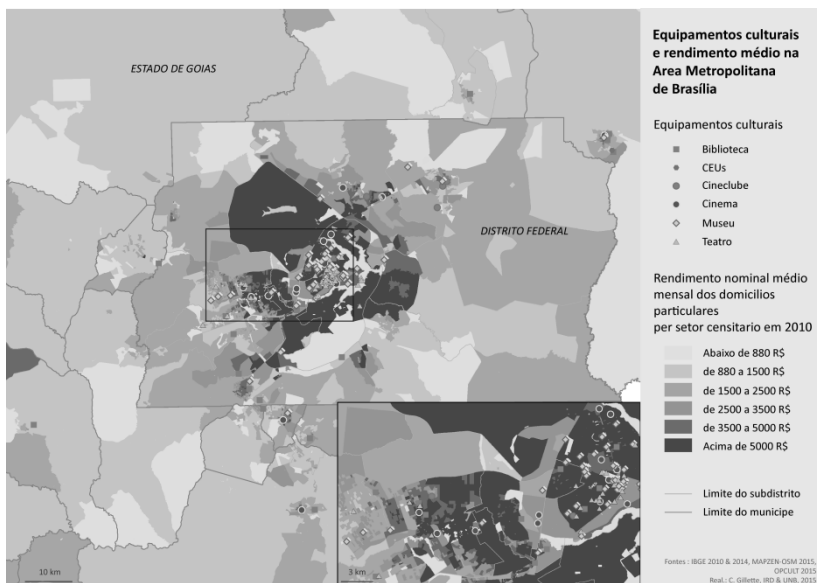 ESTADO DE GOIAS
DISTRITO FEDERAL
10 km
3 km
Equipamentos culturais
e rendimento médio na
Area Metropolitana
de Brasília
Equipamentos culturais
Biblioteca
CEUs
Cineclube
Cinema
Museu
Teatro
Rendimento nominal médio
mensal dos domicilios
particulares
per setor censitario em 2010
Abaixo de 880 R$
de 880 a 1500 R$
de 1500 a 2500 R$
de 2500 a 3500 R$
de 3500 a 5000 R$
Acima de 5000 R$
Limite do subdistrito
Limite do municipe
Fontes : IBGE 2010 & 2014, MAPZEN-OSM 2015,
OPCULT 2015
Real.: C. Gillette, IRD & UNB, 2015